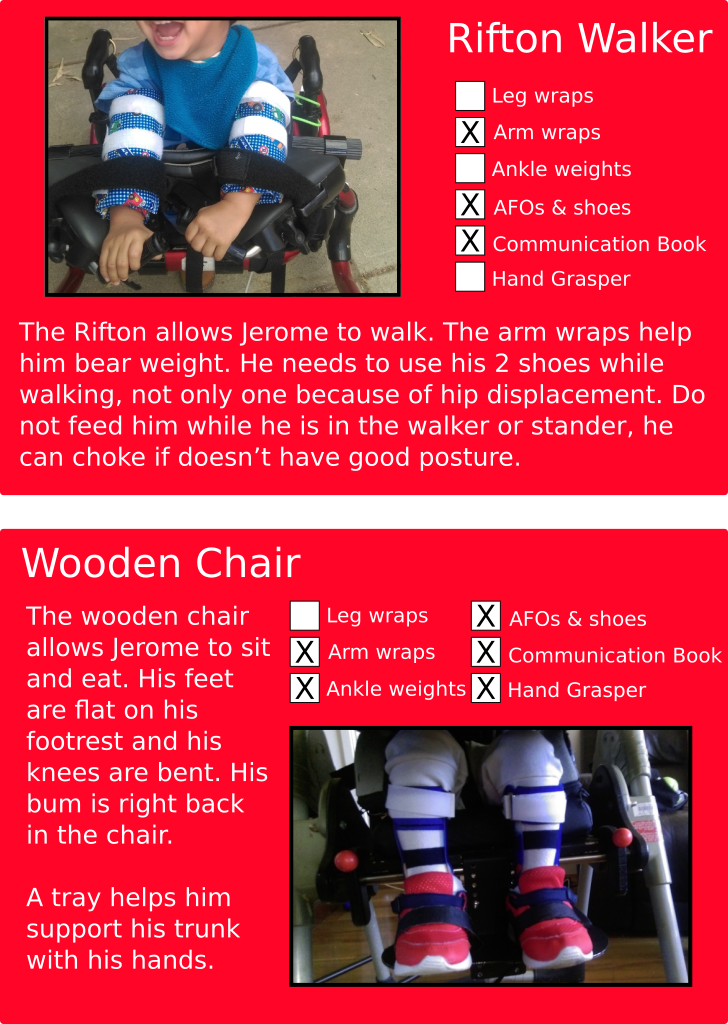 Rifton Walker
Leg wraps
X Arm wraps
Ankle weights
X AFOs & shoes
X Communication Book
Hand Grasper
The Rifton allows Jerome to walk. The arm wraps help
him bear weight. He needs to use his 2 shoes while
walking, not only one because of hip displacement. Do
not feed him while he is in the walker or stander, he
can choke if doesn’t have good posture.
Wooden Chair
The wooden chair
allows Jerome to sit
and eat. His feet
are flat on his
footrest and his
knees are bent. His
bum is right back
in the chair.
A tray helps him
support his trunk
with his hands.
Leg wraps
X Arm wraps
X Ankle weights
X AFOs & shoes
X Communication Book
X Hand Grasper